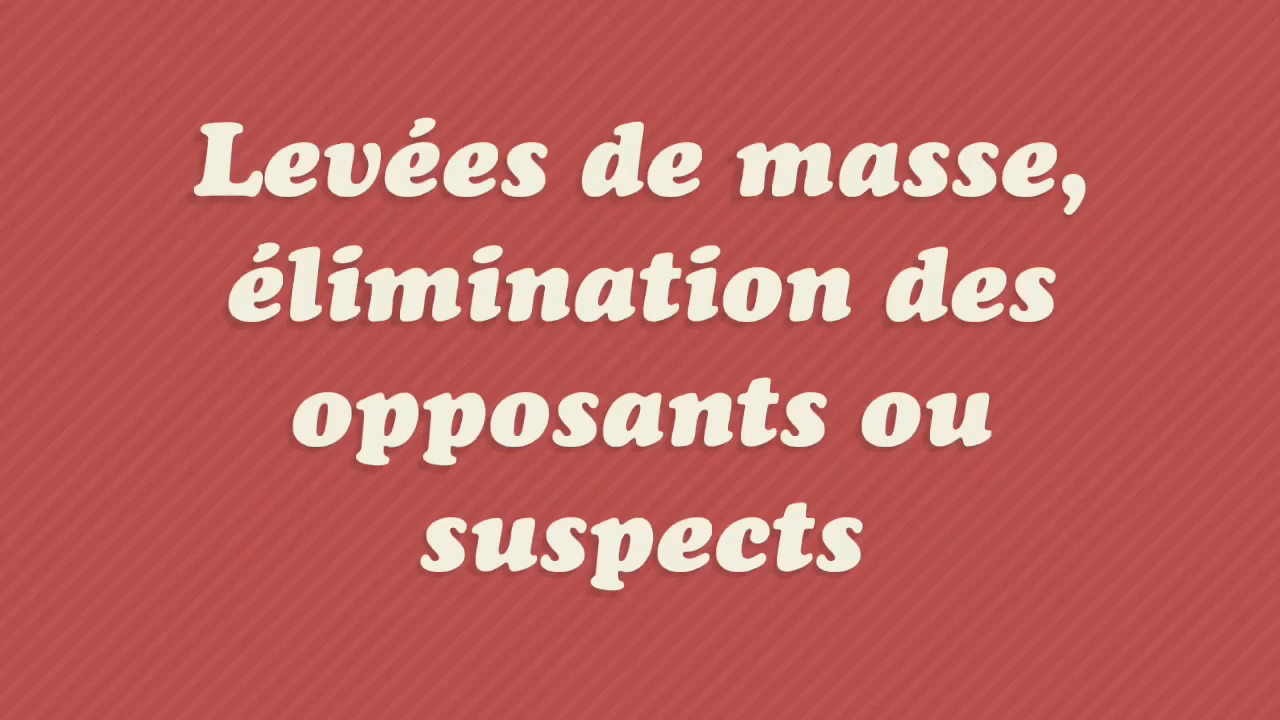 Levées de masse,
élimination des
opposants ou
suspects